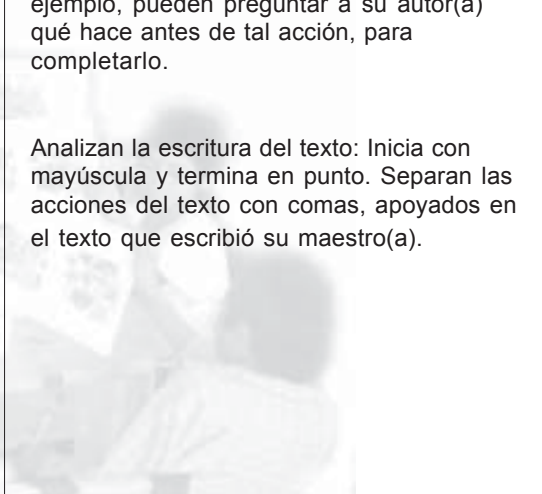 ejemplo, pueden preguntar a su autor(a)
qué hace antes de tal acción, para
completarlo.
Analizan la escritura del texto: Inicia con
mayúscula y termina en punto. Separan las
acciones del texto con comas, apoyados en
el texto que escribió su maestro(a).